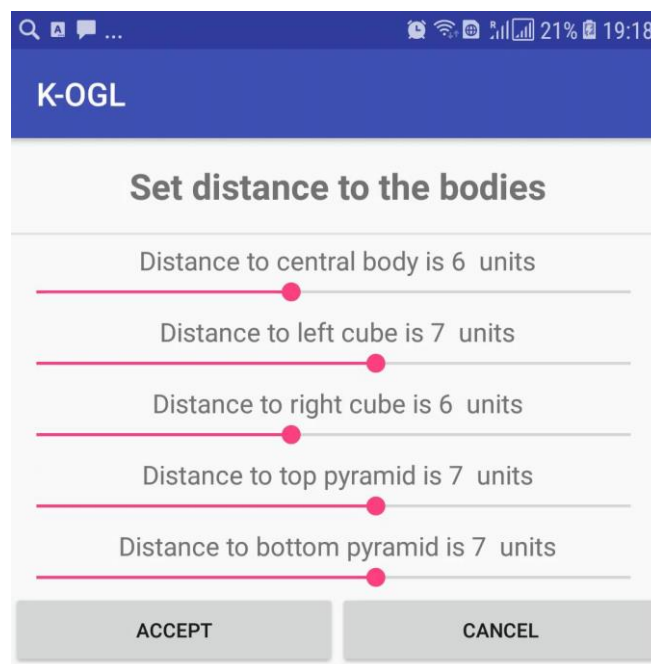 ... 21% 19:18
K-OGL
Set distance to the bodies
Distance to central body is 6 units
Distance to left cube is 7 units
Distance to right cube is 6 units
Distance to top pyramid is 7 units
Distance to bottom pyramid is 7 units
ACCEPT CANCEL